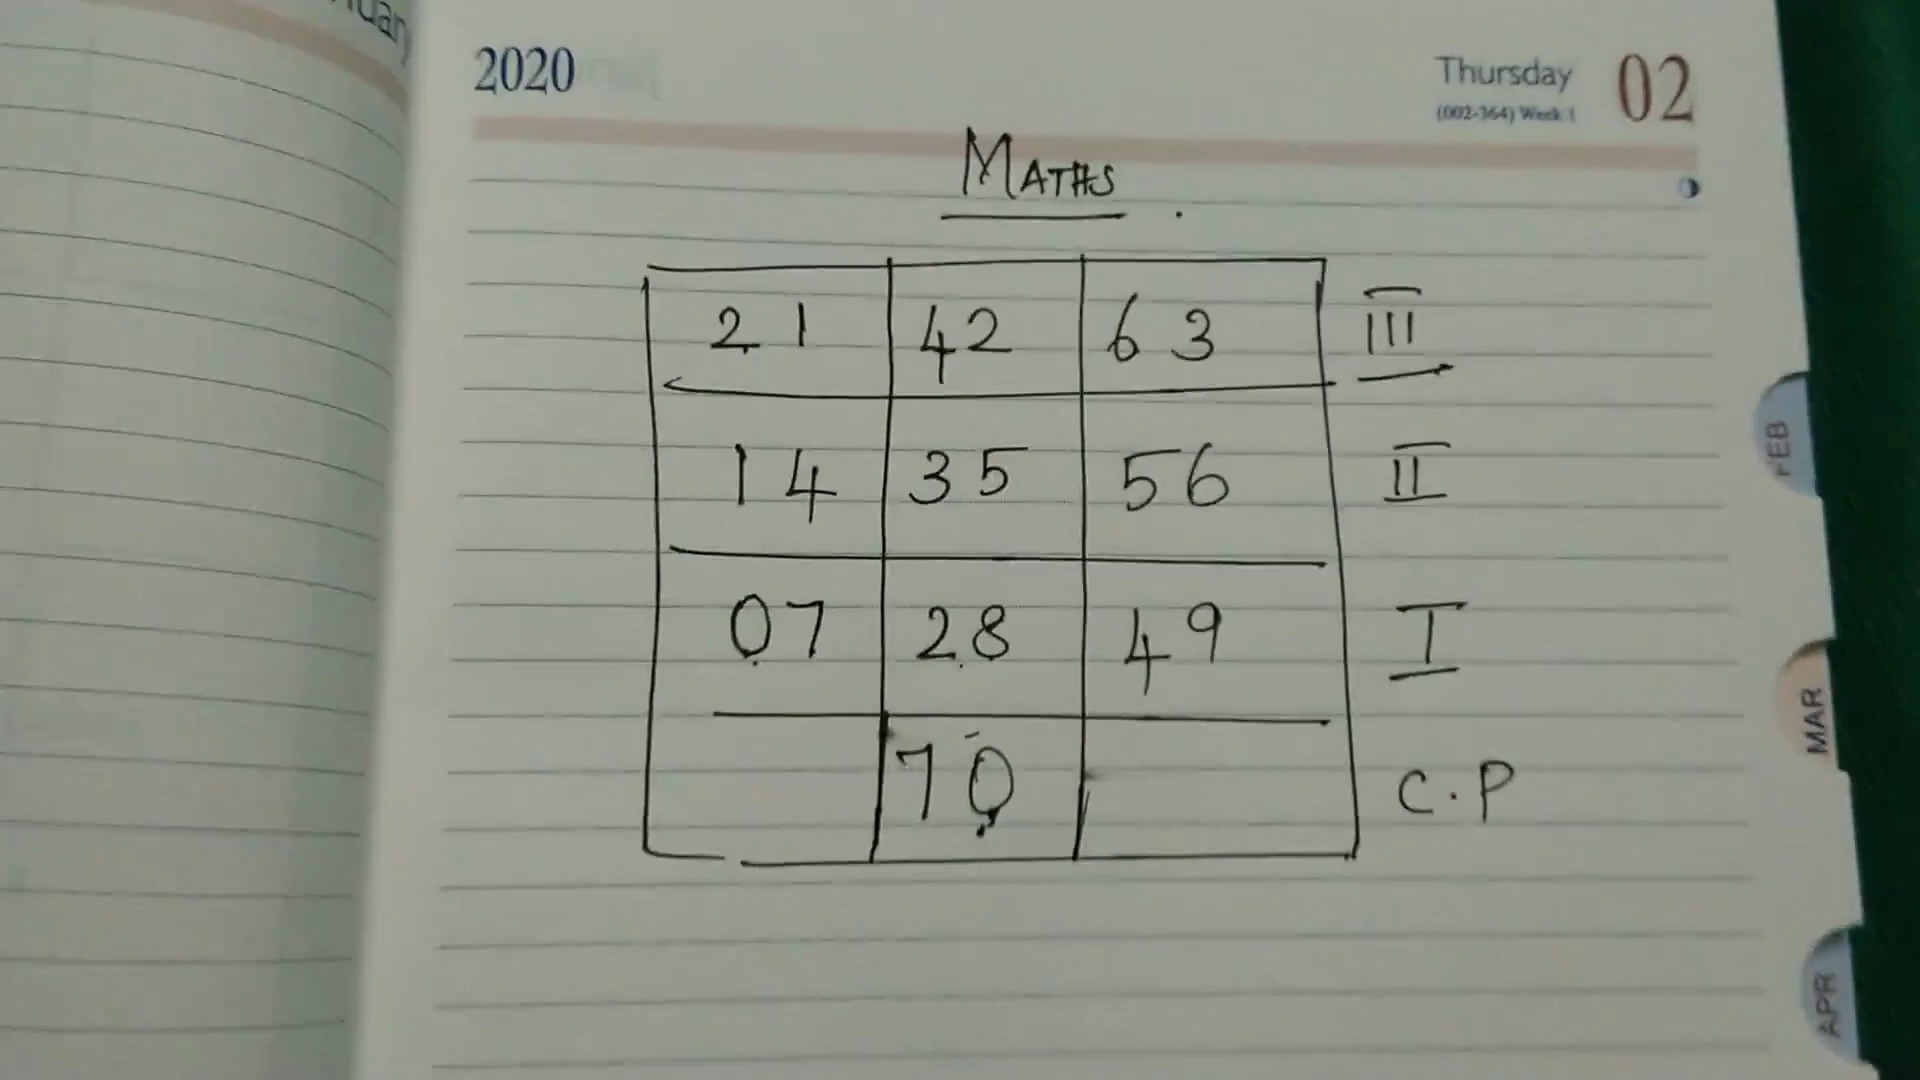 2020
Thursday 02
(002-364) Week 1
MATHS
21 42 63 III
14 35 56 II
07 28 49 I
70 C.P
FEB
MAR
APR